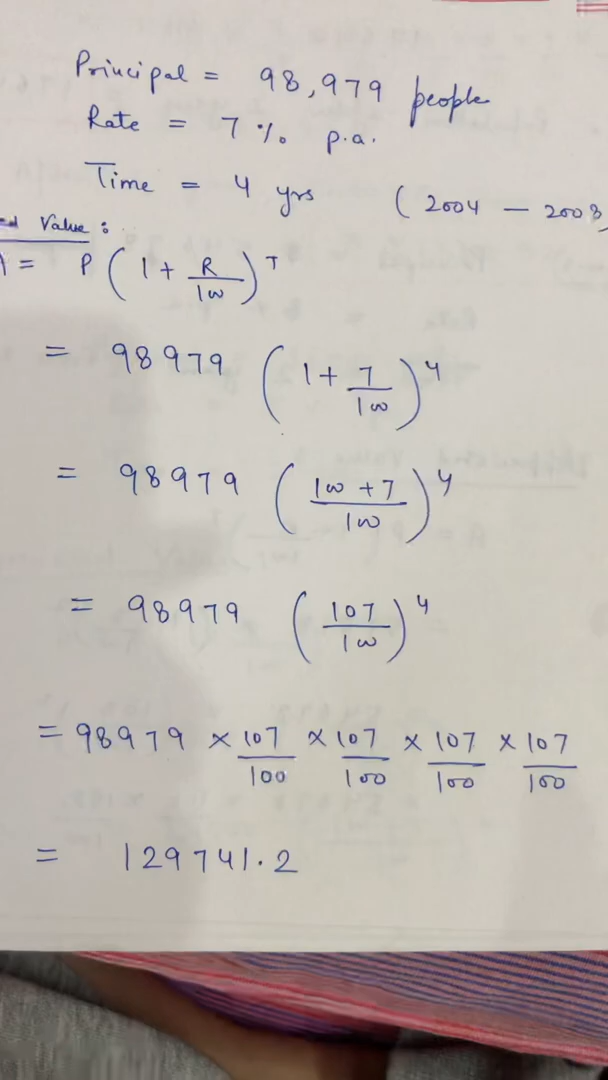 Principal = 98,979 people
Rate = 7% p.a.
Time = 4 yrs (2004 – 2008)
Value :
= P (1 + R/100)^T
= 98979 (1 + 7/100)^4
= 98979 (100 + 7/100)^4
= 98979 (107/100)^4
= 98979 × 107/100 × 107/100 × 107/100 × 107/100
= 129741.2